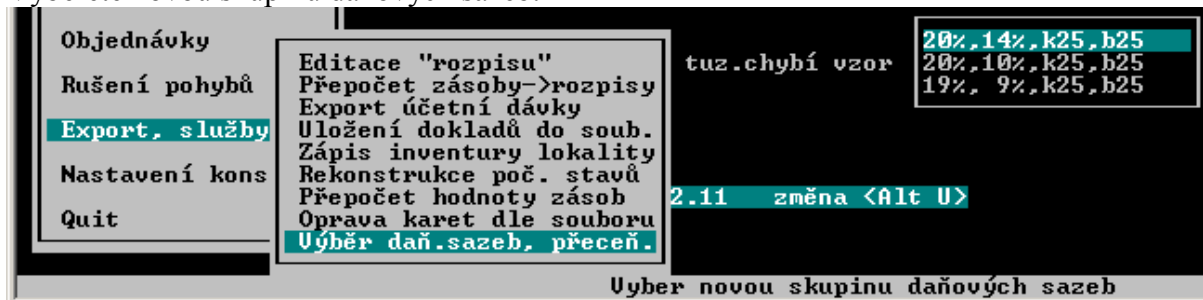 Objednávky
Rušení pohybů
Export, služby
Nastavení kons
Quit
Editace "rozpisu"
Přepočet zásoby->rozpisy
Export účetní dávky
Uložení dokladů do soub.
Zápis inventury lokality
Rekonstrukce poč. stavů
Přepočet hodnoty zásob
Oprava karet dle souboru
Výběr daň.sazeb, přeceň.
tuz.chybí vzor
20%,14%,k25,b25
20%,10%,k25,b25
19%, 9%,k25,b25
2.11 změna <Alt U>
Vyber novou skupinu daňových sazeb